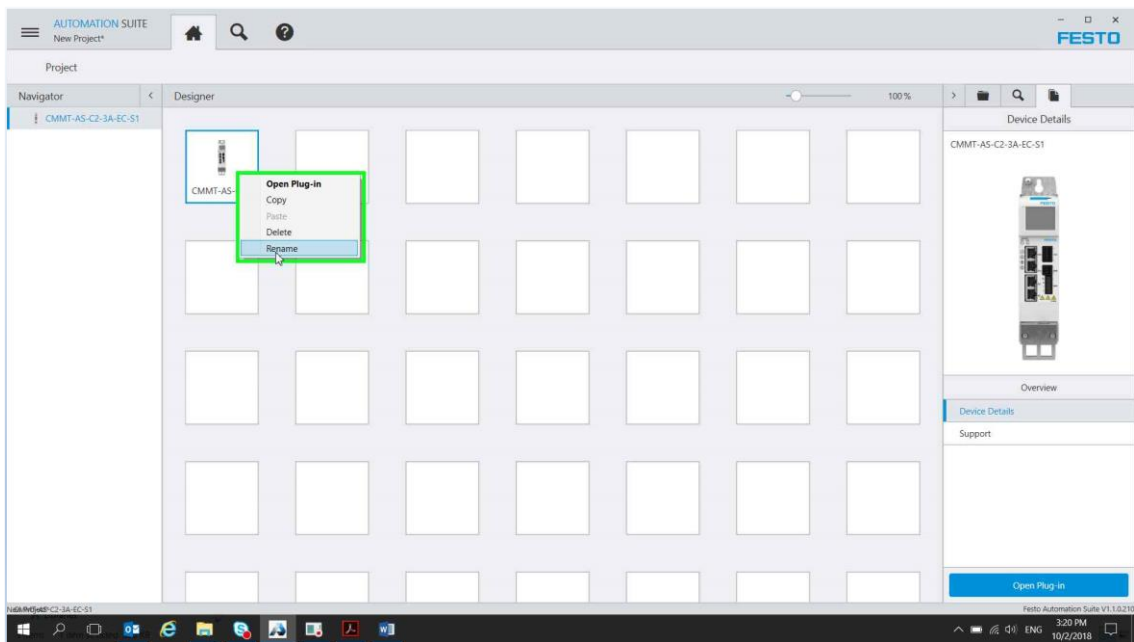 AUTOMATION SUITE
New Project*
FESTO
Project
Navigator
Designer
100 %
CMMT-AS-C2-3A-EC-S1
Device Details
CMMT-AS-C2-3A-EC-S1
CMMT-AS-
Open Plug-in
Copy
Paste
Delete
Rename
Overview
Device Details
Support
Open Plug-in
Festo Automation Suite V1.1.0.210
ENG
3:20 PM
10/2/2018